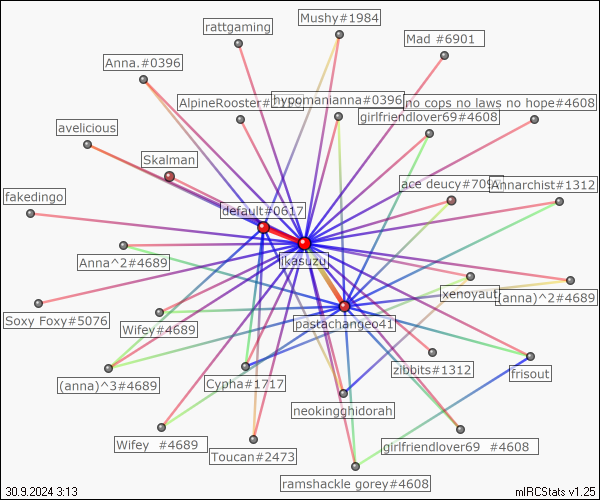 Mushy#1984
rattgaming
Mad #6901
Anna.#0396
AlpineRooster#
hypomanianna#0396
no cops no laws no hope#4608
girlfriendlover69#4608
avelicious
Skalman
ace deucy#709
Annarchist#1312
fakedingo
default#0617
ikasuzu
Anna^2#4689
xenoyaut
(anna)^2#4689
Soxy Foxy#5076
Wifey#4689
pastachangeo41
zibbits#1312
frisout
(anna)^3#4689
Cypha#1717
neokingghidorah
Wifey #4689
Toucan#2473
girlfriendlover69 #4608
ramshackle gorey#4608
30.9.2024 3:13
mIRCStats v1.25